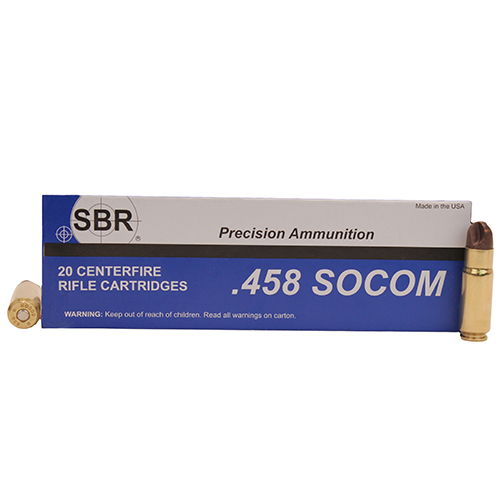 Made in the USA
SBR
®
Precision Ammunition
20 CENTERFIRE
RIFLE CARTRIDGES
.458 SOCOM
WARNING: Keep out of reach of children. Read all warnings on carton.